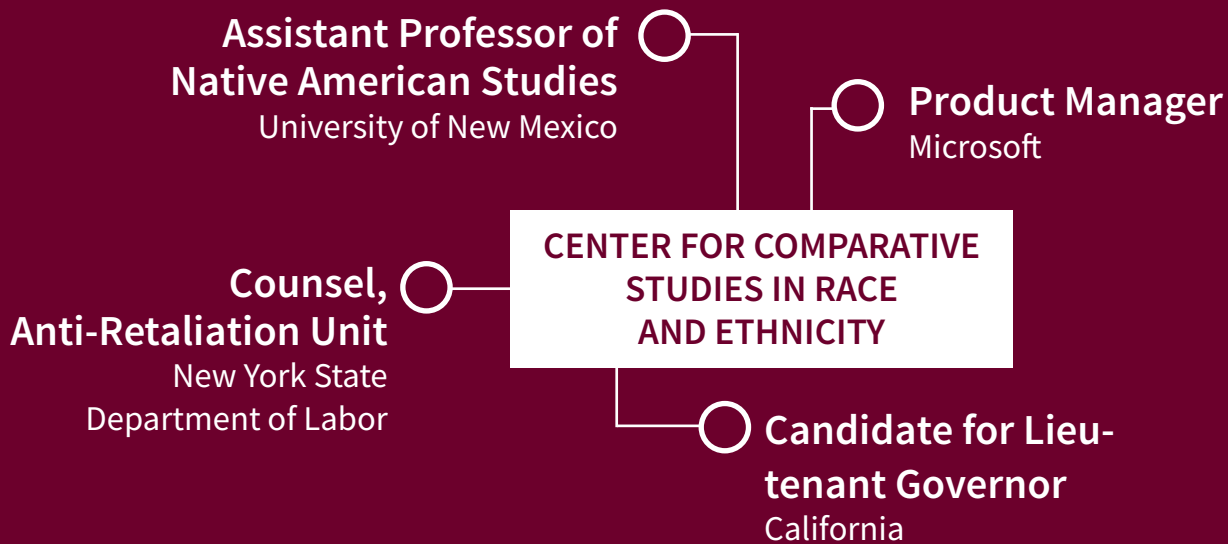 Assistant Professor of
Native American Studies
University of New Mexico
Product Manager
Microsoft
CENTER FOR COMPARATIVE
STUDIES IN RACE
AND ETHNICITY
Counsel,
Anti-Retaliation Unit
New York State
Department of Labor
Candidate for Lieu-
tenant Governor
California